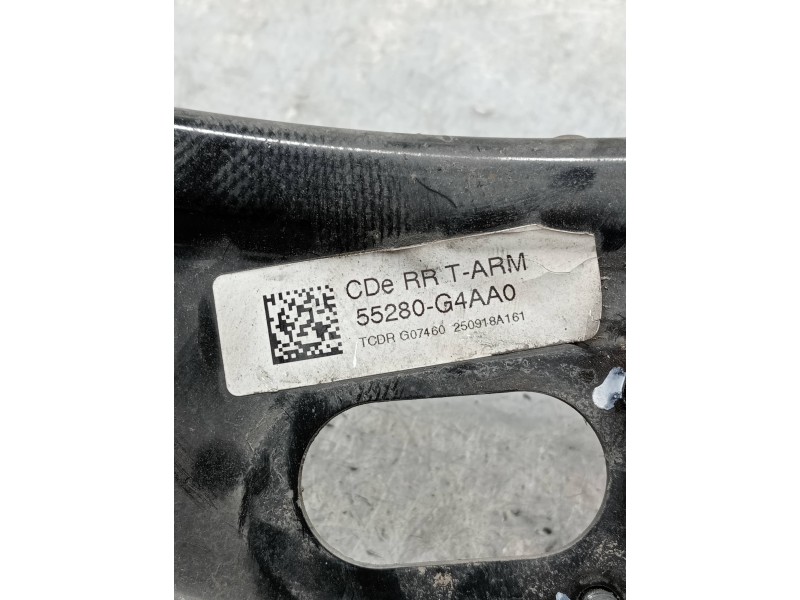 CDe RR T-ARM
55280-G4AA0
TCDR G07460 250918A161